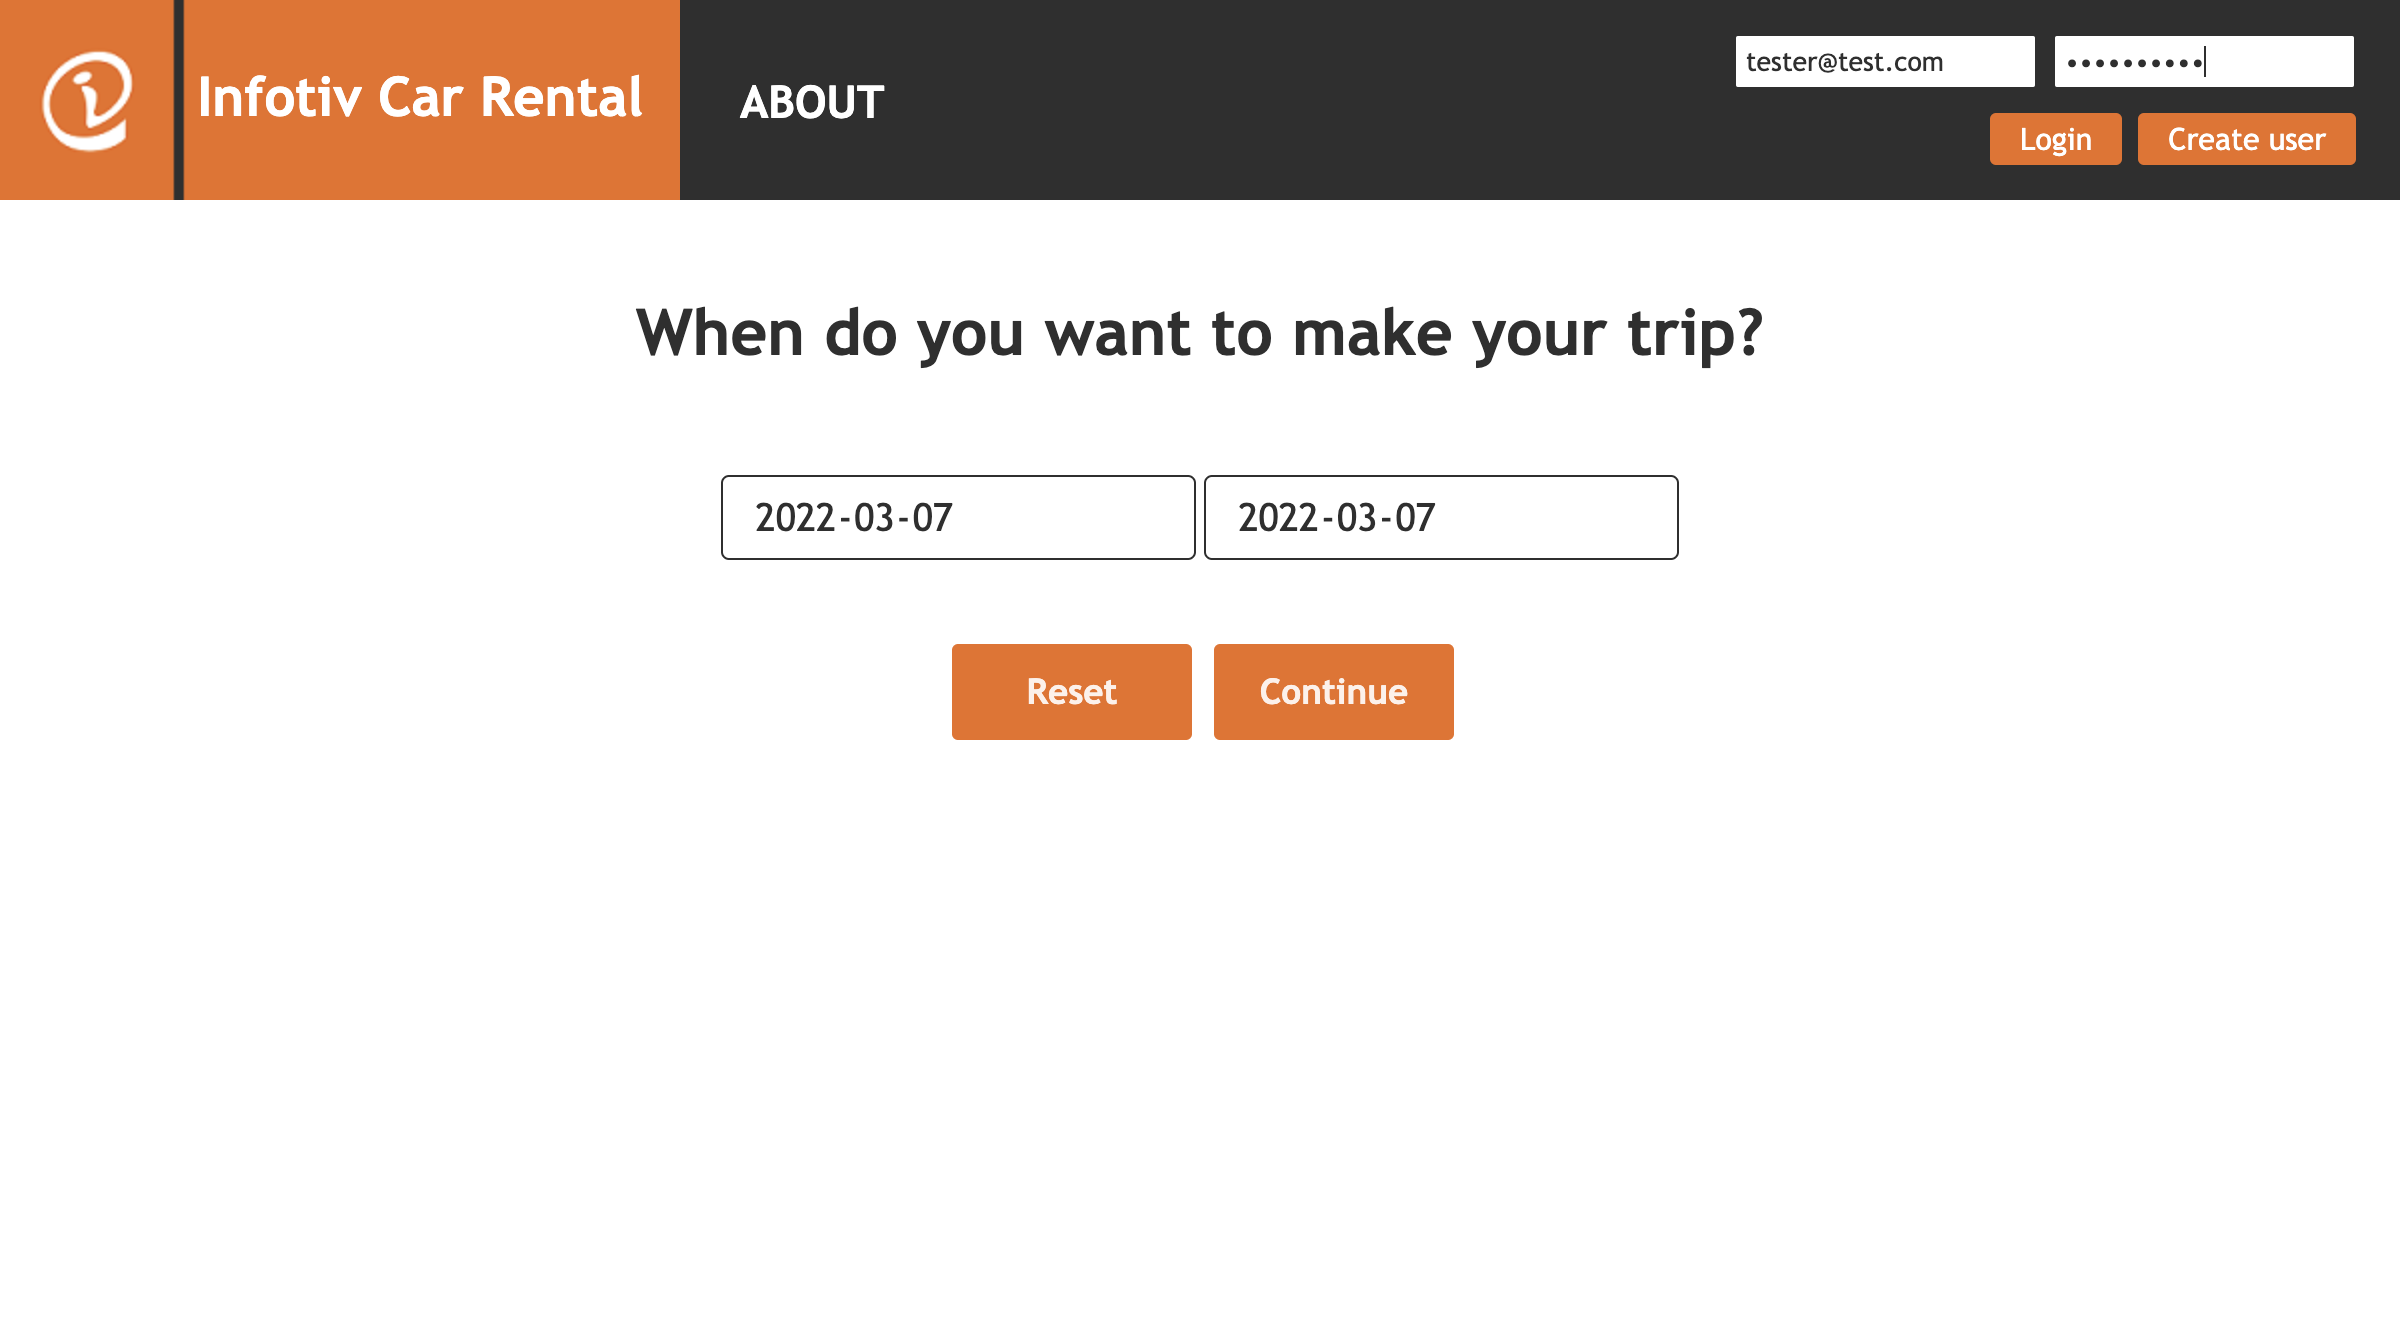 Infotiv Car Rental
ABOUT
tester@test.com
••••••••••
Login
Create user
When do you want to make your trip?
2022-03-07
2022-03-07
Reset
Continue